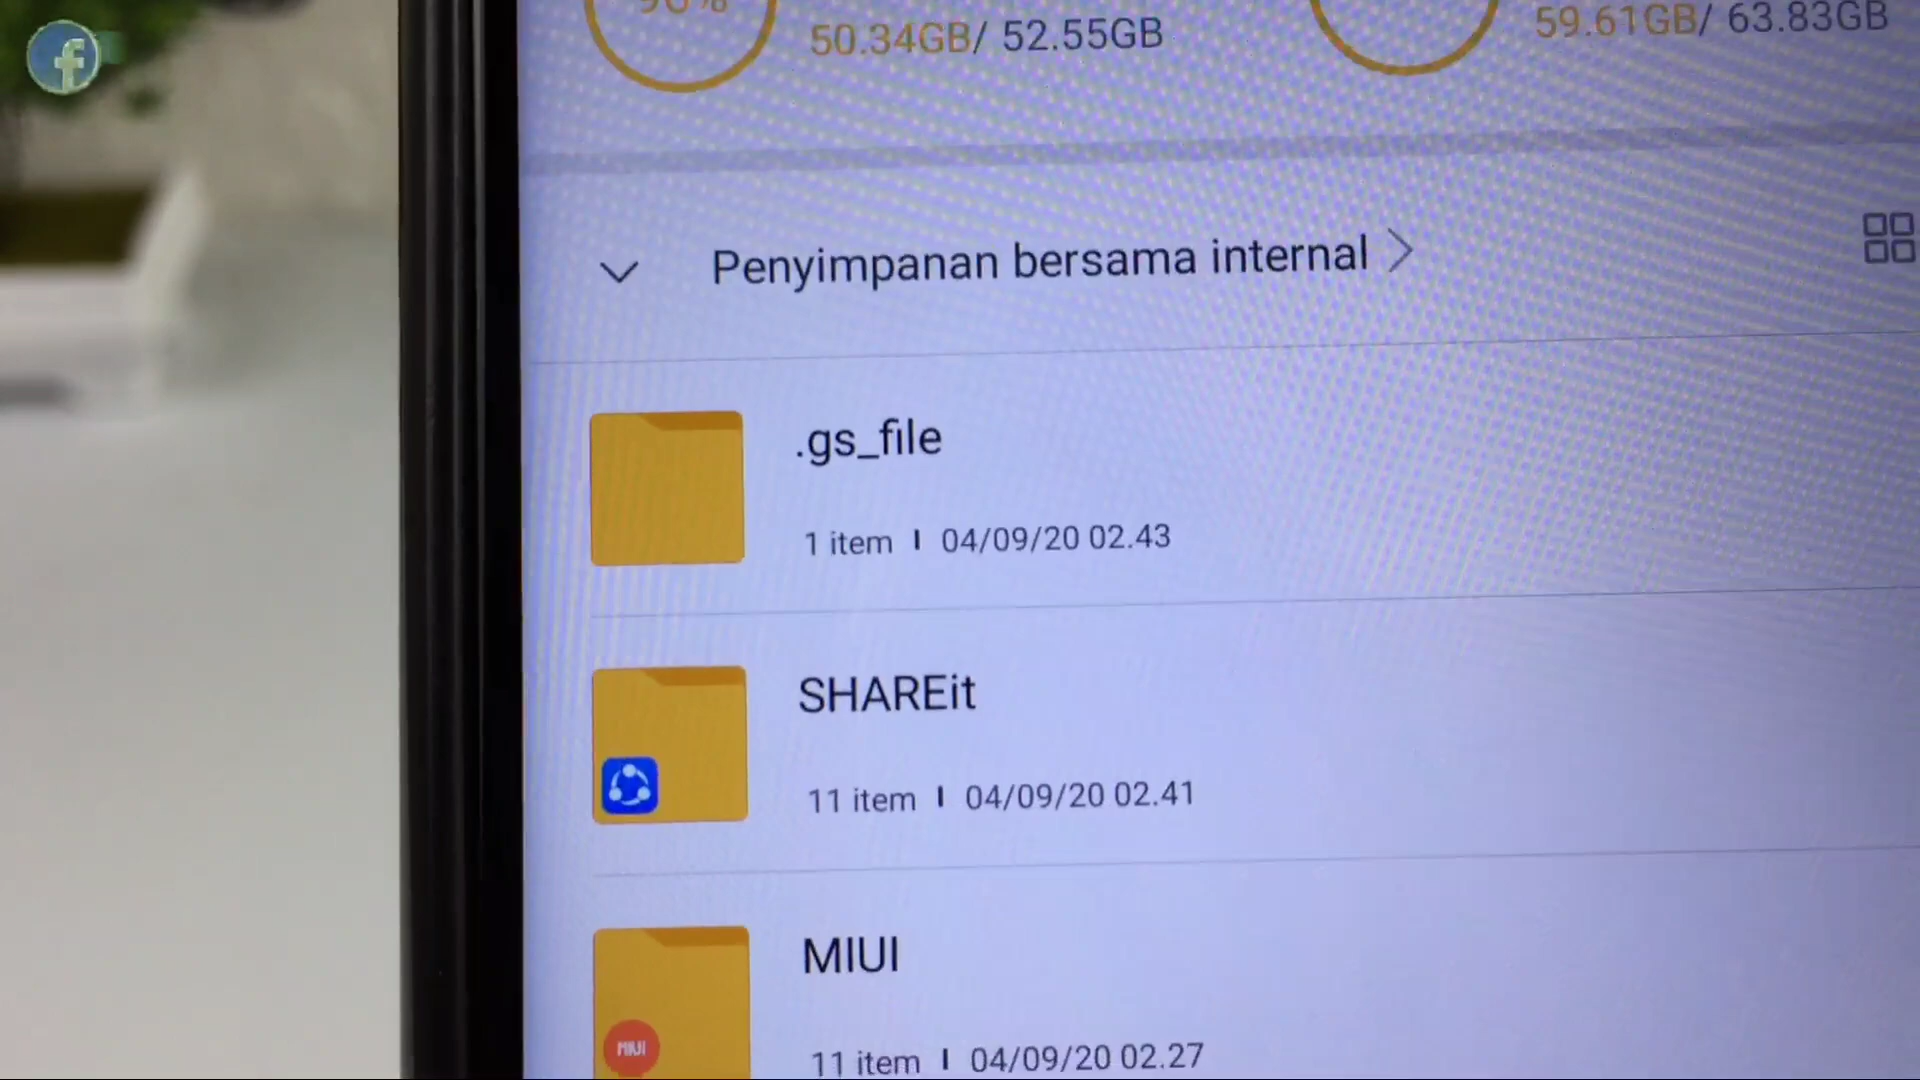 50.34GB/ 52.55GB
59.61GB/ 63.83GB
Penyimpanan bersama internal
.gs_file
1 item I 04/09/20 02.43
SHAREit
11 item I 04/09/20 02.41
MIUI
MIUI
11 item I 04/09/20 02.27